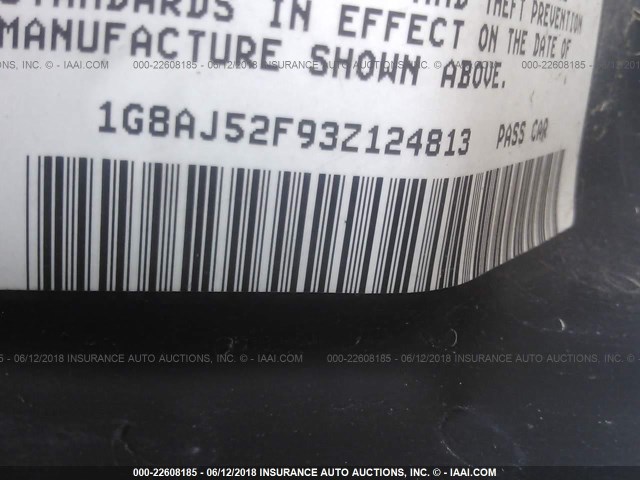 STANDARDS IN EFFECT ON THE DATE OF
THEFT PREVENTION
MANUFACTURE SHOWN ABOVE.
000-22608185 - 06/12/2018 INSURANCE AUTO AUCTIONS, INC. © - IAAI.COM
1G8AJ52F93Z124813 PASS CAR
000-22608185 - 06/12/2018 INSURANCE AUTO AUCTIONS, INC. © - IAAI.COM
000-22608185 - 06/12/2018 INSURANCE AUTO AUCTIONS, INC. © - IAAI.COM